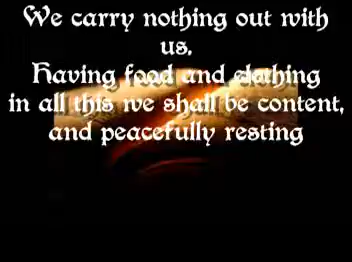 We carry nothing out with
us.
Having food and clothing
in all this we shall be content,
and peacefully resting